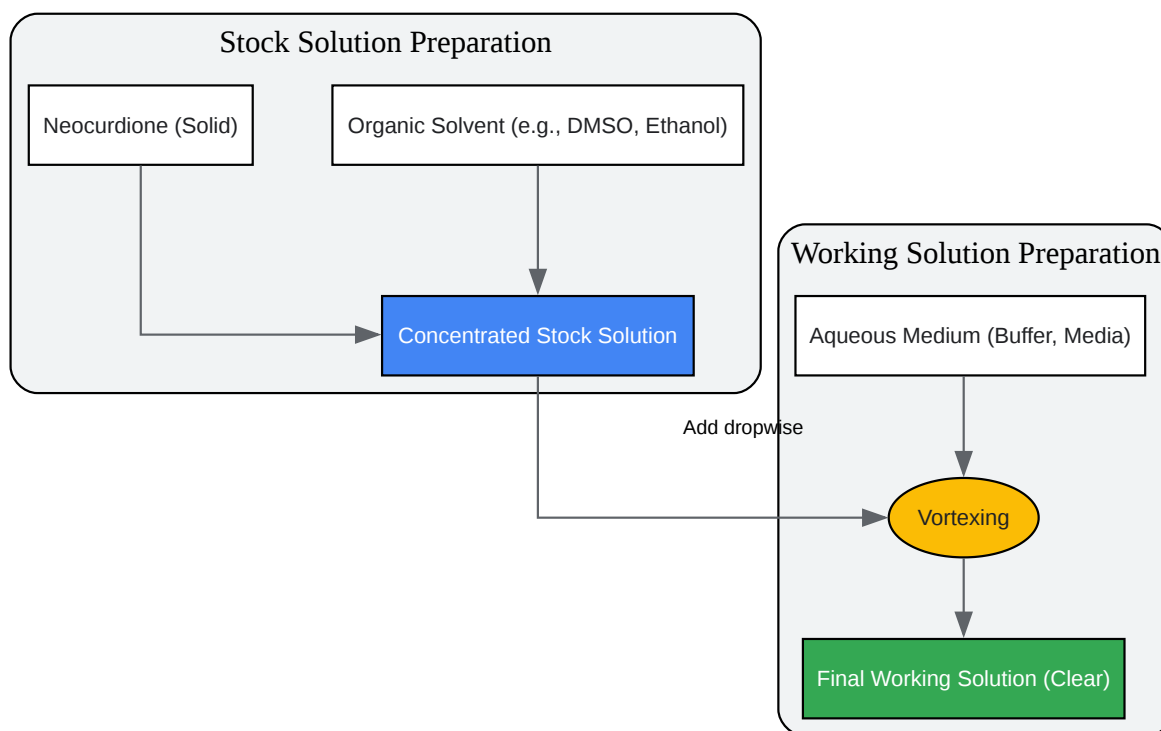 Stock Solution Preparation
Neocurdione (Solid)
Organic Solvent (e.g., DMSO, Ethanol)
Concentrated Stock Solution
Working Solution Preparation
Aqueous Medium (Buffer, Media)
Add dropwise
Vortexing
Final Working Solution (Clear)